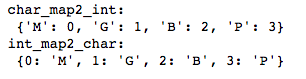 char_map2_int:
{'M': 0, 'G': 1, 'B': 2, 'P': 3}
int_map2_char:
{0: 'M', 1: 'G', 2: 'B', 3: 'P'}